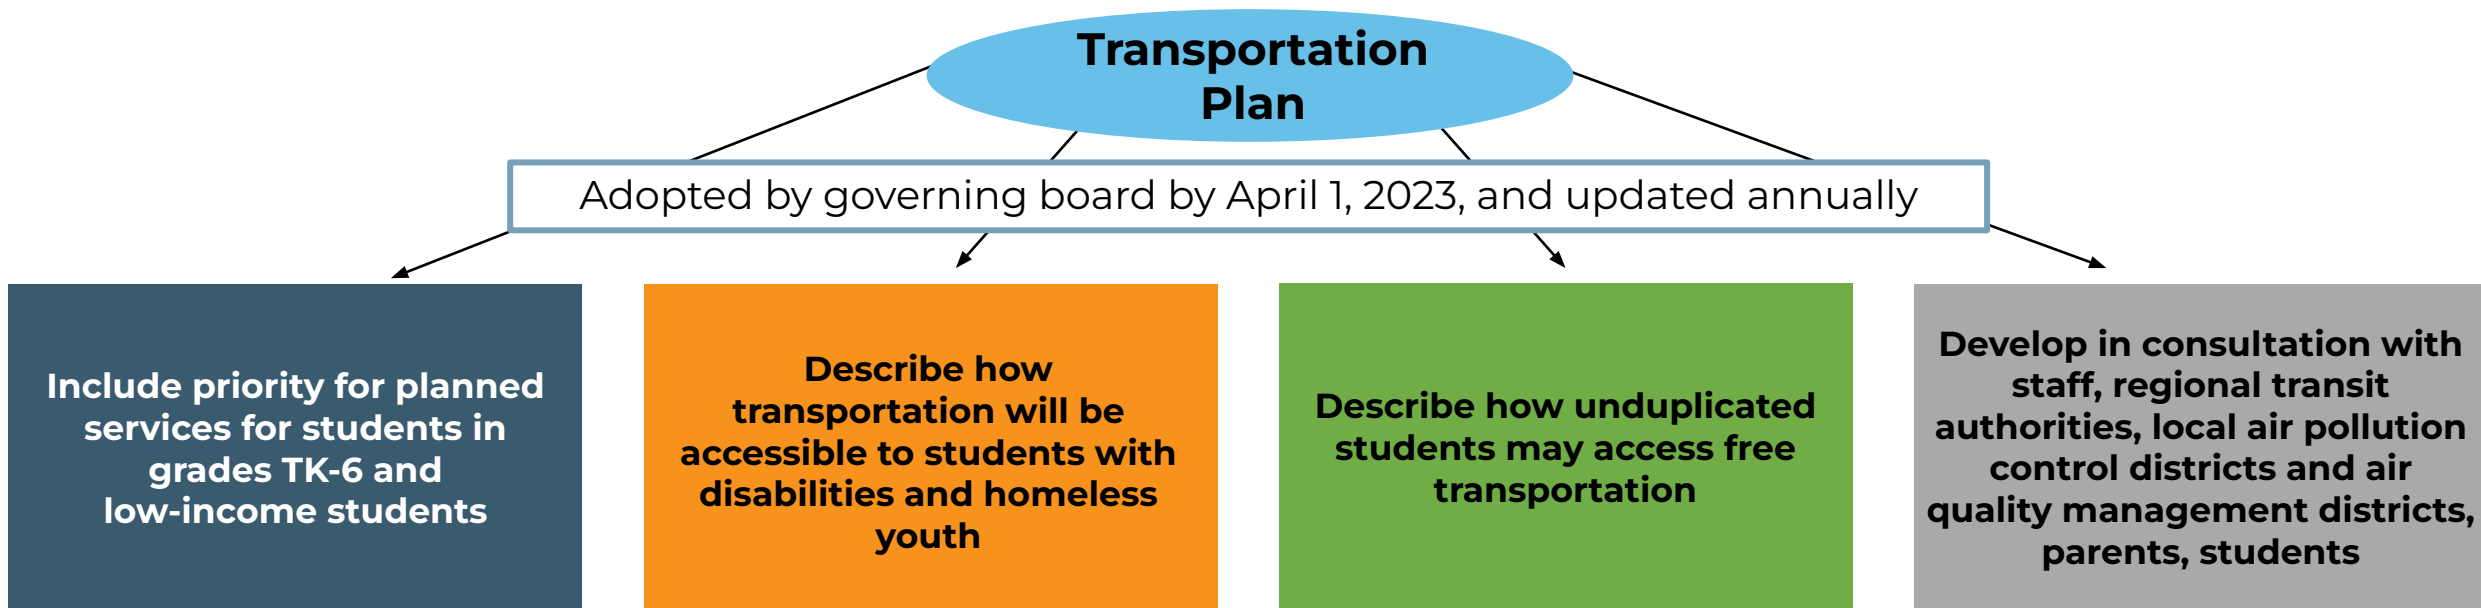 Transportation
Plan
Adopted by governing board by April 1, 2023, and updated annually
Include priority for planned
services for students in
grades TK-6 and
low-income students
Describe how
transportation will be
accessible to students with
disabilities and homeless
youth
Describe how unduplicated
students may access free
transportation
Develop in consultation with
staff, regional transit
authorities, local air pollution
control districts and air
quality management districts,
parents, students